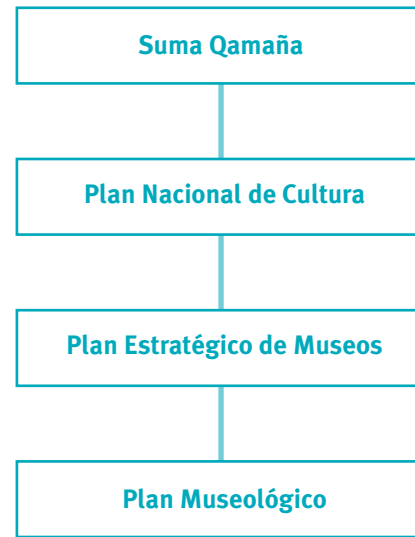 Suma Qamaña
Plan Nacional de Cultura
Plan Estratégico de Museos
Plan Museológico